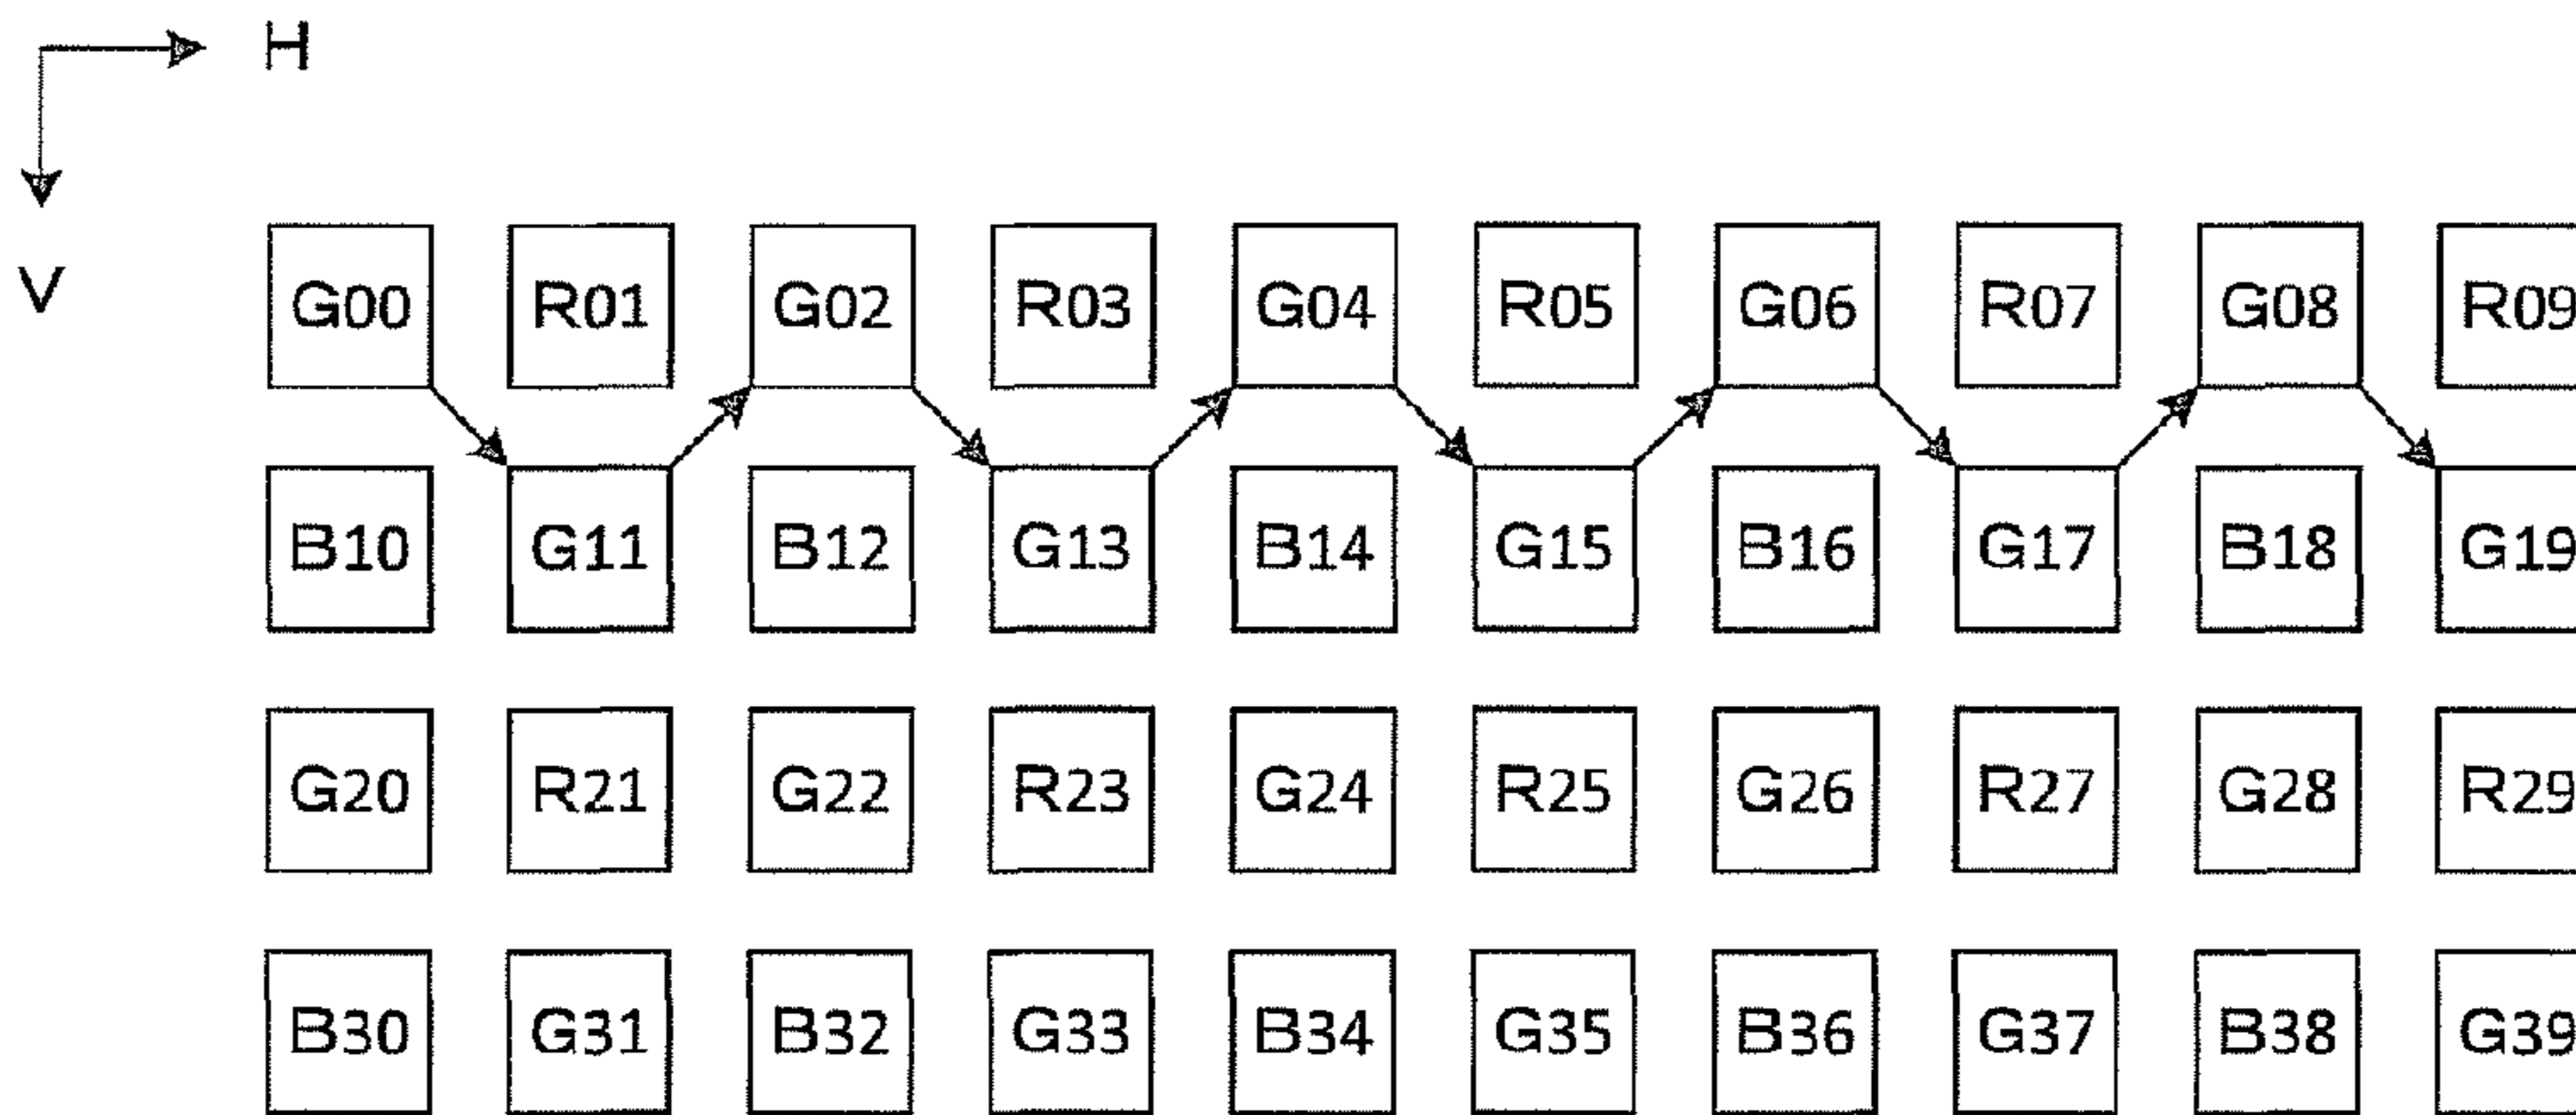 H
V
G00 R01 G02 R03 G04 R05 G06 R07 G08 R09
B10 G11 B12 G13 B14 G15 B16 G17 B18 G19
G20 R21 G22 R23 G24 R25 G26 R27 G28 R29
B30 G31 B32 G33 B34 G35 B36 G37 B38 G39